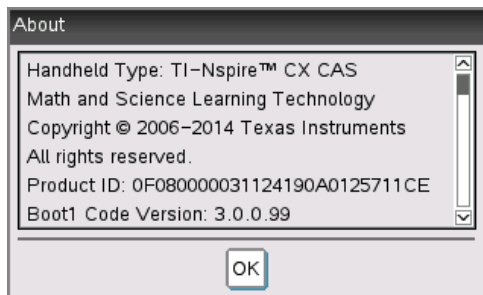 About
Handheld Type: TI-Nspire™ CX CAS
Math and Science Learning Technology
Copyright © 2006-2014 Texas Instruments
All rights reserved.
Product ID: 0F080000031124190A0125711CE
Boot1 Code Version: 3.0.0.99
OK